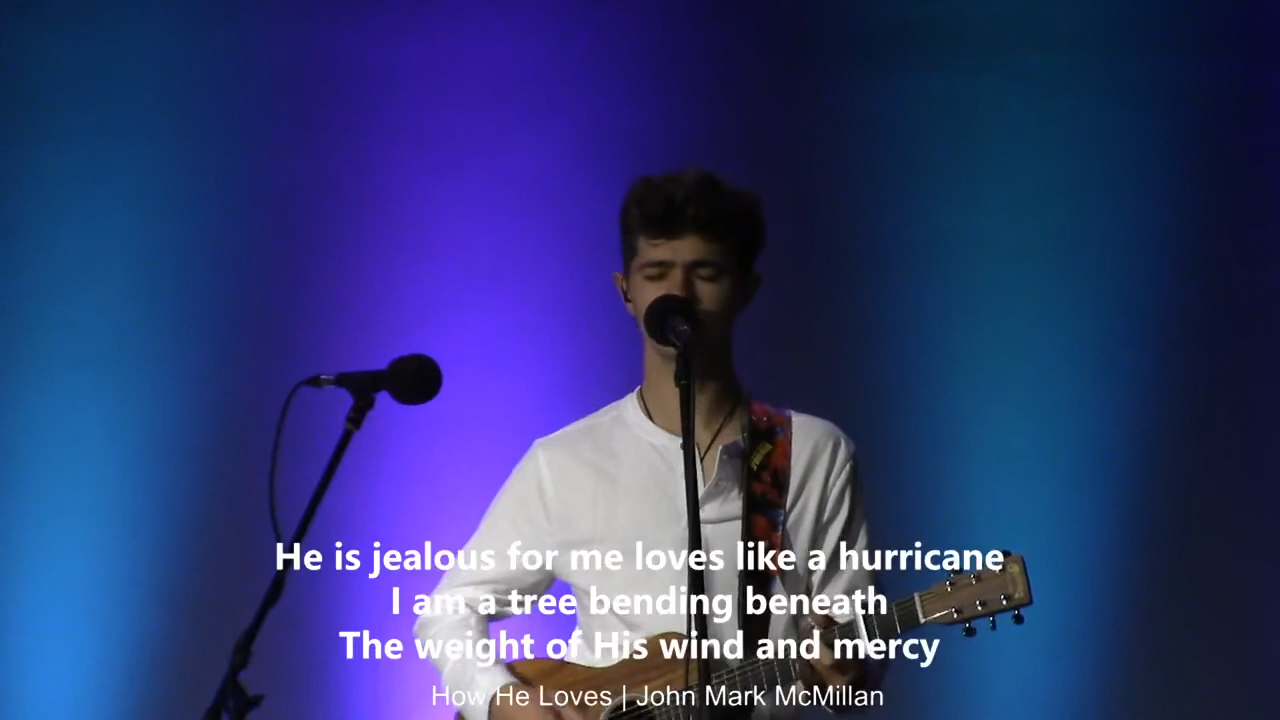 He is jealous for me loves like a hurricane
I am a tree bending beneath
The weight of His wind and mercy
How He Loves | John Mark McMillan